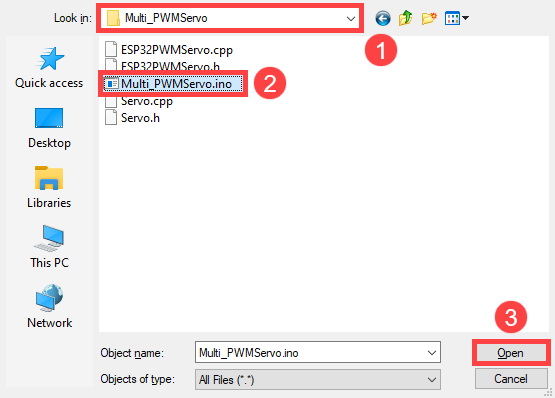 Look in: Multi_PWMServo
1
ESP32PWMServo.cpp
ESP32PWMServo.h
Multi_PWMServo.ino
2
Servo.cpp
Servo.h
Quick access
Desktop
Libraries
This PC
Network
3
Object name: Multi_PWMServo.ino Open
Objects of type: All Files (*.*) Cancel